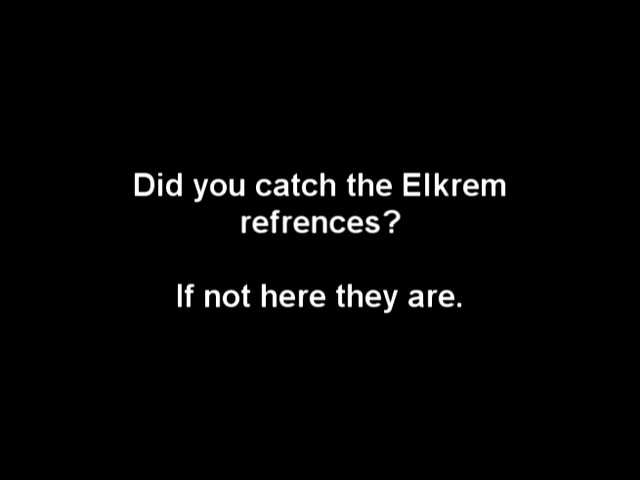 Did you catch the Elkrem
refrences?
If not here they are.